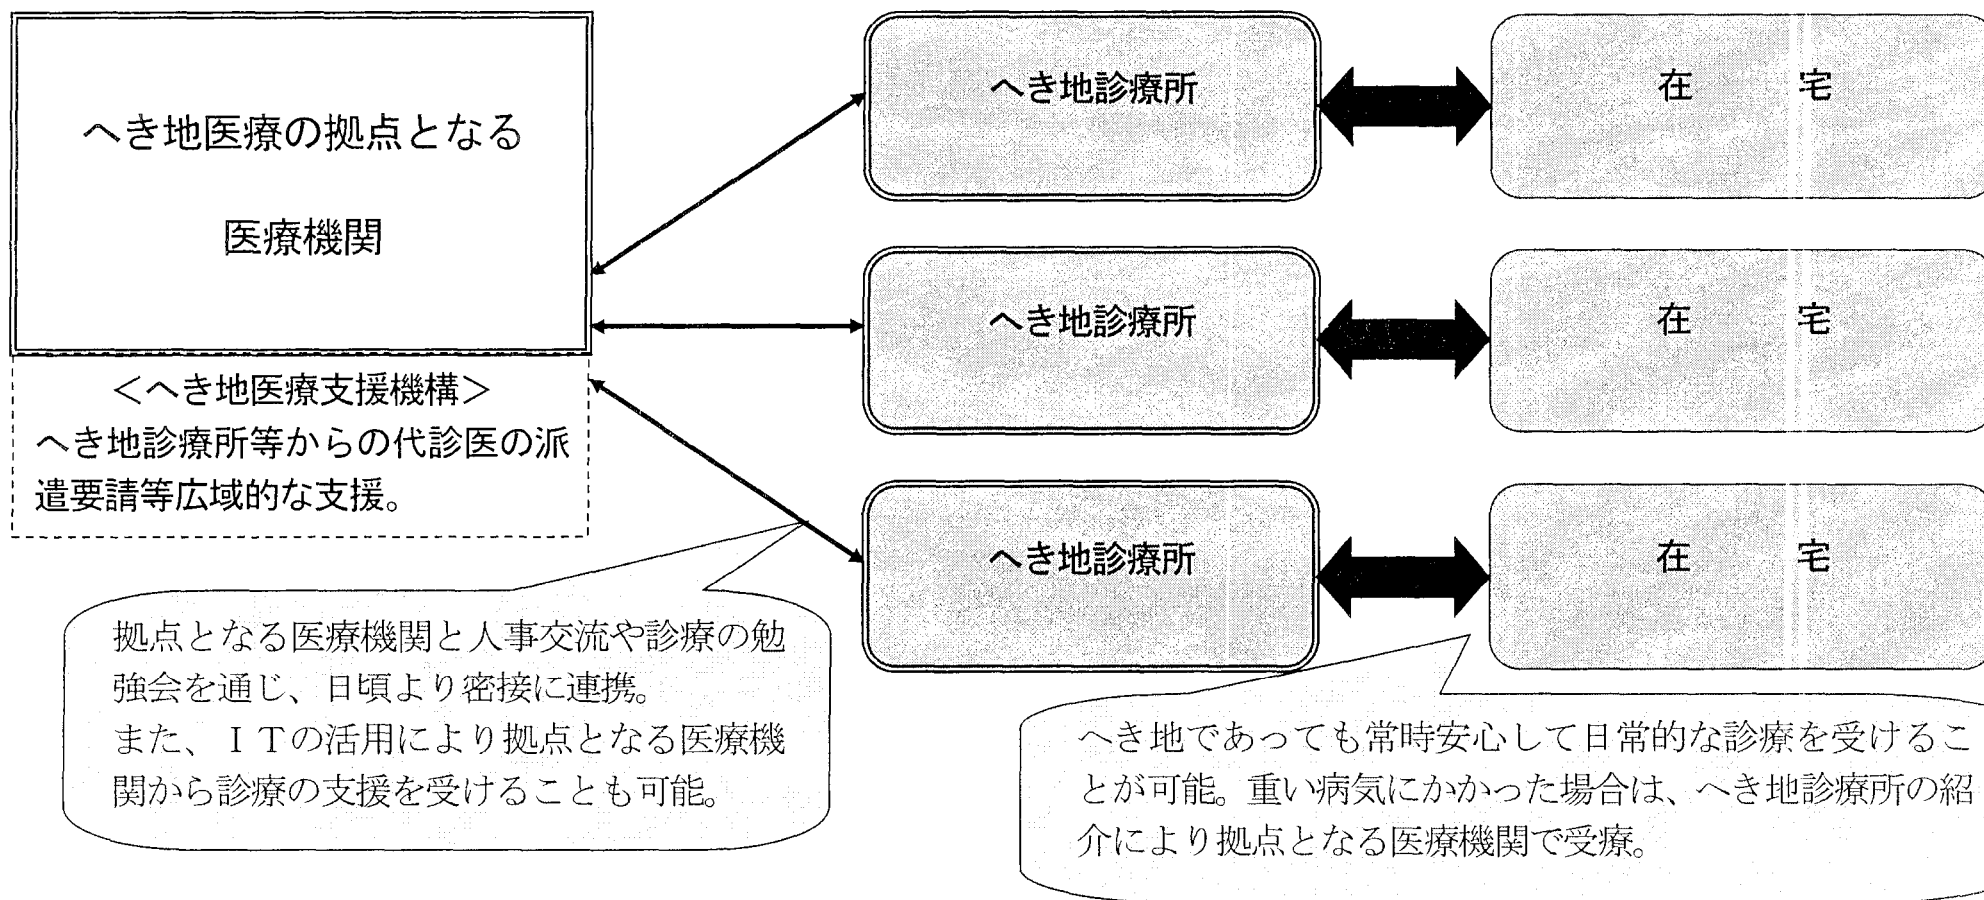 へき地医療の拠点となる
医療機関
＜へき地医療支援機構＞
へき地診療所等からの代診医の派
遣要請等広域的な支援。
へき地診療所
在　　宅
へき地診療所
在　　宅
へき地診療所
在　　宅
拠点となる医療機関と人事交流や診療の勉
強会を通じ、日頃より密接に連携。
また、ＩＴの活用により拠点となる医療機
関から診療の支援を受けることも可能。
へき地であっても常時安心して日常的な診療を受けるこ
とが可能。重い病気にかかった場合は、へき地診療所の紹
介により拠点となる医療機関で受療。